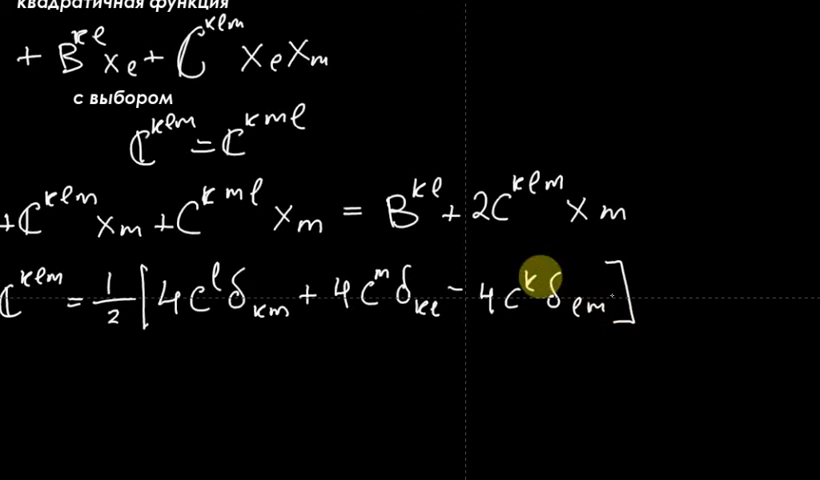 квадратичная функция
+ B^{kl} x_l + C^{klm} x_l x_m
с выбором
C^{klm} = C^{kml}
+ C^{klm} x_m + C^{kml} x_m = B^{kl} + 2C^{klm} x_m
C^{klm} = \frac{1}{2} [4c^l δ_{km} + 4c^m δ_{kl} - 4c^k δ_{lm}]